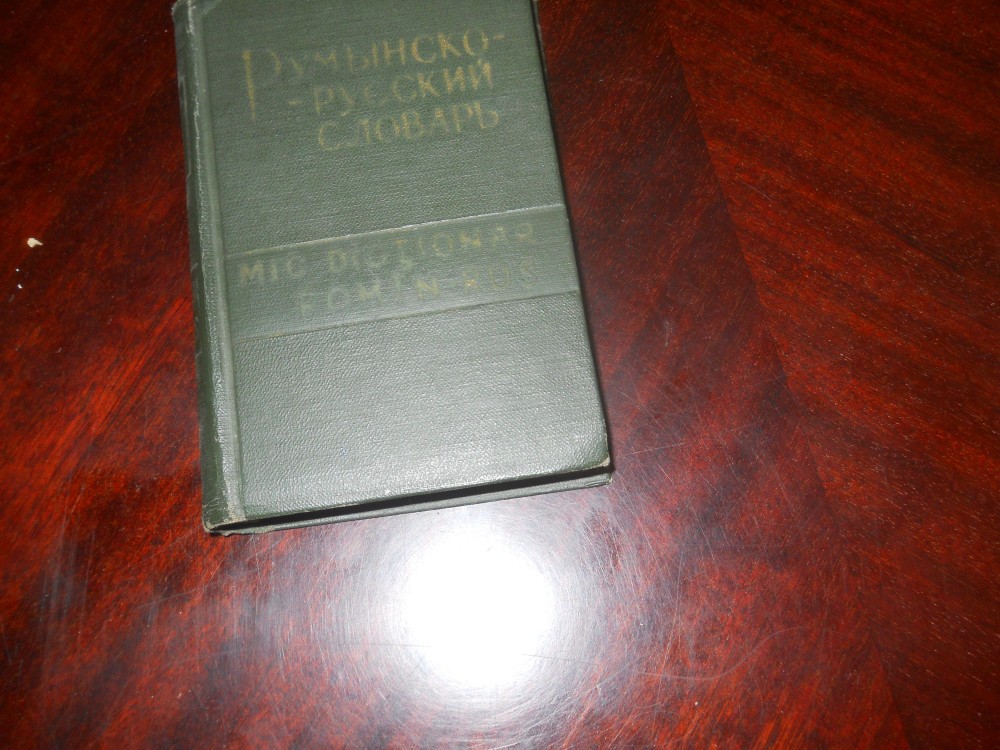 Румынско-
-русский
словарь
MIC DICȚIONAR
ROMÎN-RUS